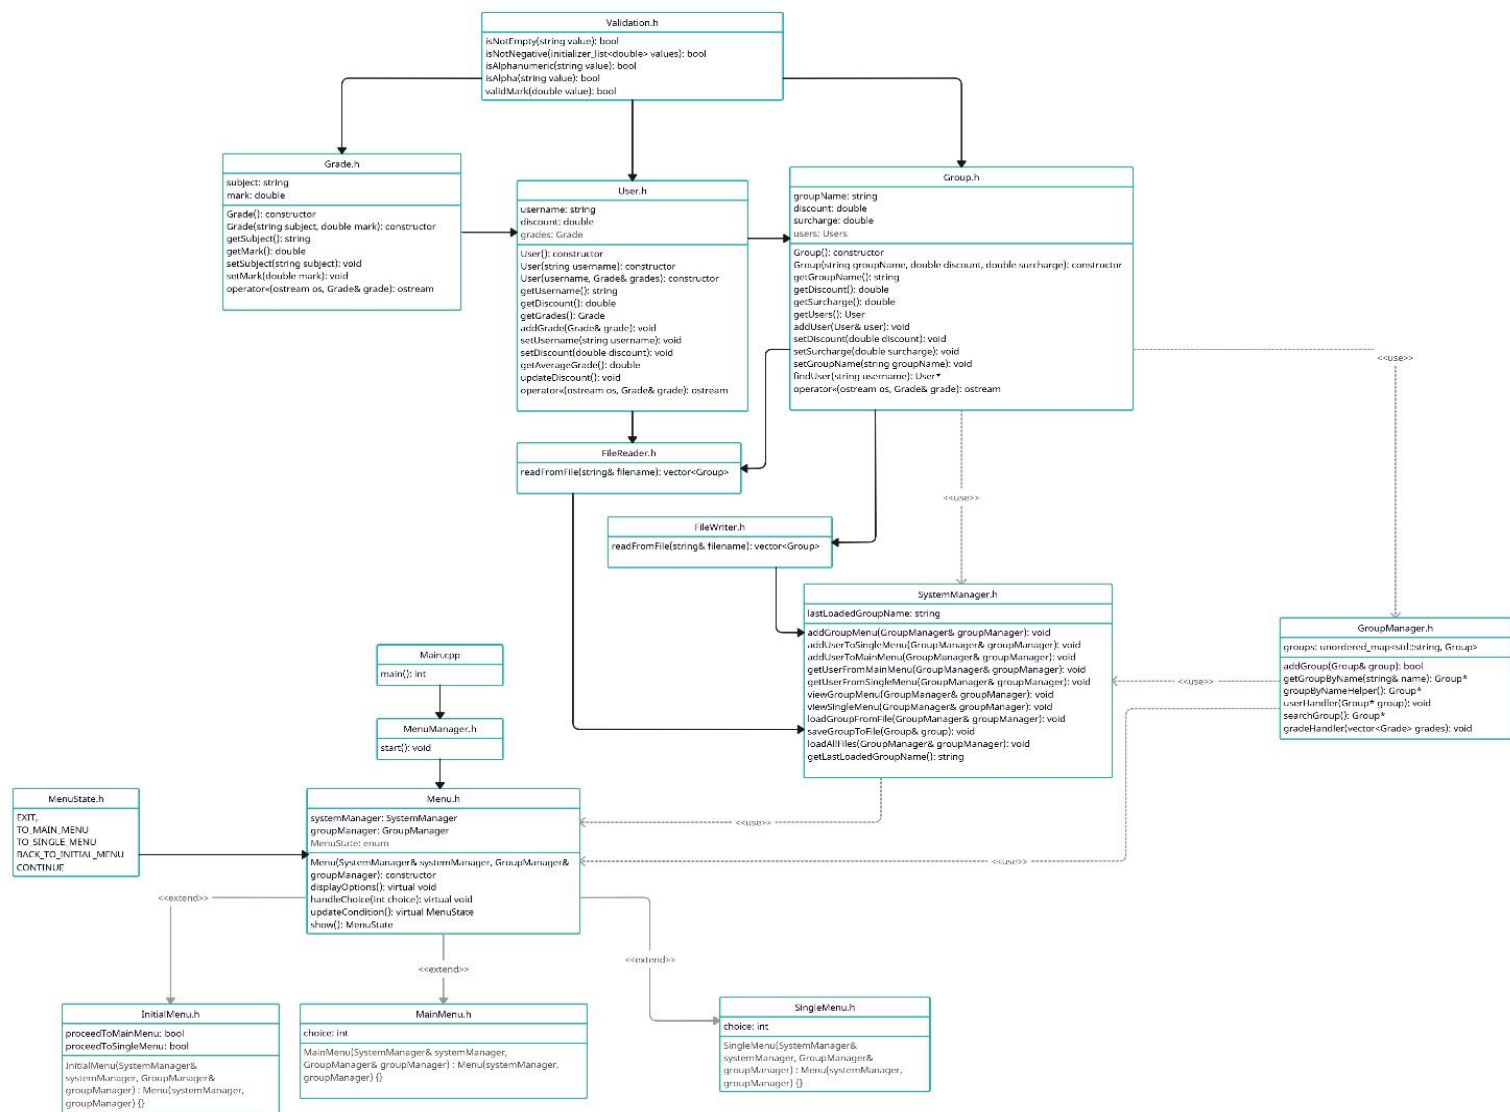 Validation.h
isNotEmpty(string value): bool
isNotNegative(initializer_list<double> values): bool
isAlphanumeric(string value): bool
isAlpha(string value): bool
validMark(double value): bool
Grade.h
subject: string
mark: double
Grade(): constructor
Grade(string subject, double mark): constructor
getSubject(): string
getMark(): double
setSubject(string subject): void
setMark(double mark): void
operator«(ostream os, Grade& grade): ostream
User.h
username: string
discount: double
grades: Grade
User(): constructor
User(string username): constructor
User(username, Grade& grades): constructor
getUsername(): string
getDiscount(): double
getGrades(): Grade
addGrade(Grade& grade): void
setUsername(string username): void
setDiscount(double discount): void
getAverageGrade(): double
updateDiscount(): void
operator«(ostream os, Grade& grade): ostream
Group.h
groupName: string
discount: double
surcharge: double
users: Users
Group(): constructor
Group(string groupName, double discount, double surcharge): constructor
getGroupName(): string
getDiscount(): double
getSurcharge(): double
getUsers(): User
addUser(User& user): void
setDiscount(double discount): void
setSurcharge(double surcharge): void
setGroupName(string groupName): void
findUser(string username): User*
operator«(ostream os, Grade& grade): ostream
<<use>>
FileReader.h
readFromFile(string& filename): vector<Group>
<<use>>
FileWriter.h
readFromFile(string& filename): vector<Group>
SystemManager.h
lastLoadedGroupName: string
addGroupMenu(GroupManager& groupManager): void
addUserToSingleMenu(GroupManager& groupManager): void
addUserToMainMenu(GroupManager& groupManager): void
getUserFromMainMenu(GroupManager& groupManager): void
getUserFromSingleMenu(GroupManager& groupManager): void
viewGroupMenu(GroupManager& groupManager): void
viewSingleMenu(GroupManager& groupManager): void
loadGroupFromFile(GroupManager& groupManager): void
saveGroupToFile(Group& group): void
loadAllFiles(GroupManager& groupManager): void
getLastLoadedGroupName(): string
GroupManager.h
groups: unordered_map<std::string, Group>
addGroup(Group& group): bool
getGroupByName(string& name): Group*
groupByNameHelper(): Group*
userHandler(Group* group): void
searchGroup(): Group*
gradeHandler(vector<Grade> grades): void
<<use>>
Main.cpp
main(): int
MenuManager.h
start(): void
MenuState.h
EXIT,
TO_MAIN_MENU
TO_SINGLE_MENU
BACK_TO_INITIAL_MENU
CONTINUE
Menu.h
systemManager: SystemManager
groupManager: GroupManager
MenuState: enum
Menu(SystemManager& systemManager, GroupManager&
groupManager): constructor
displayOptions(): virtual void
handleChoice(int choice): virtual void
updateCondition(): virtual MenuState
show(): MenuState
<<use>>
<<use>>
<<extend>>
<<extend>>
<<extend>>
InitialMenu.h
proceedToMainMenu: bool
proceedToSingleMenu: bool
InitialMenu(SystemManager&
systemManager, GroupManager&
groupManager) : Menu(systemManager,
groupManager) {}
MainMenu.h
choice: int
MainMenu(SystemManager& systemManager,
GroupManager& groupManager) : Menu(systemManager,
groupManager) {}
SingleMenu.h
choice: int
SingleMenu(SystemManager&
systemManager, GroupManager&
groupManager) : Menu(systemManager,
groupManager) {}